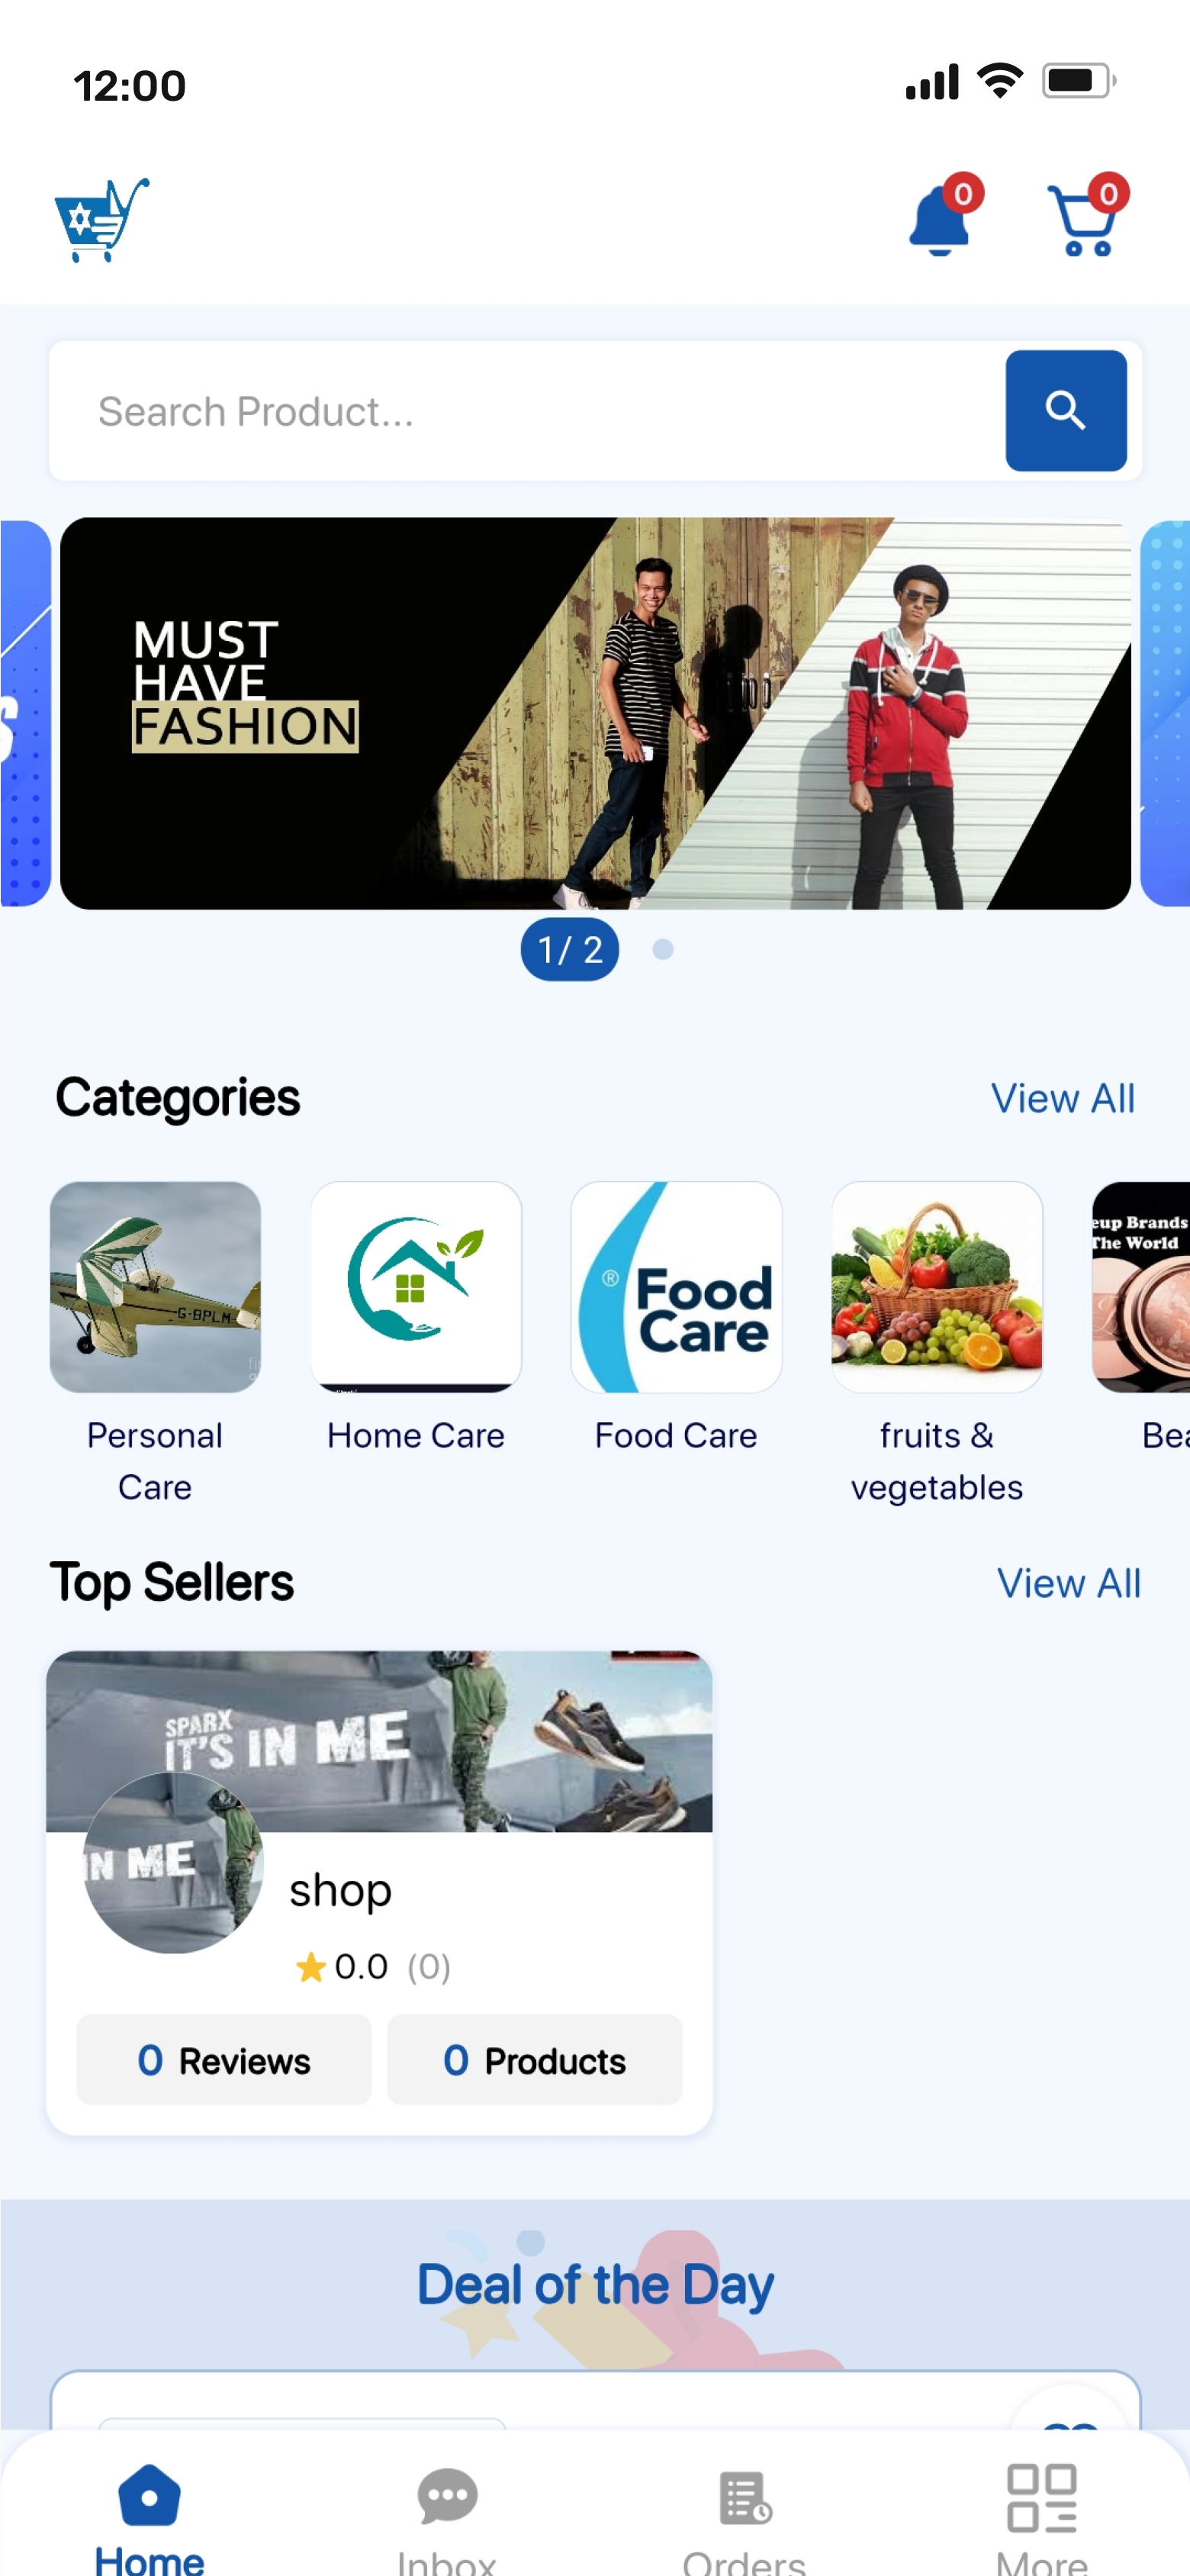 12:00
0
0
Search Product...
S
MUST
HAVE
FASHION
1/ 2
Categories
View All
G-BPLM
® Food
Care
eup Brands
The World
Personal
Care
Home Care
Food Care
fruits &
vegetables
Bea
Top Sellers
View All
SPARX
IT'S IN ME
IN ME
shop
0.0 (0)
0 Reviews
0 Products
Deal of the Day
Home
Inbox
Orders
More